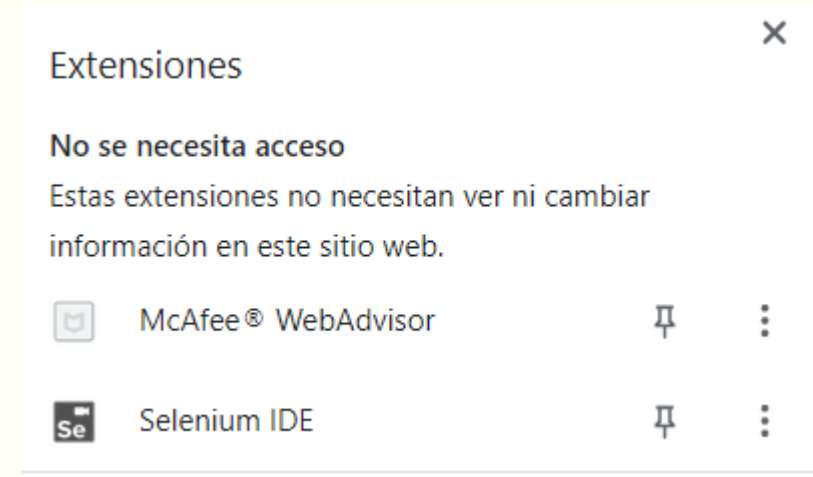 Extensiones
No se necesita acceso
Estas extensiones no necesitan ver ni cambiar
información en este sitio web.
McAfee® WebAdvisor
Se Selenium IDE